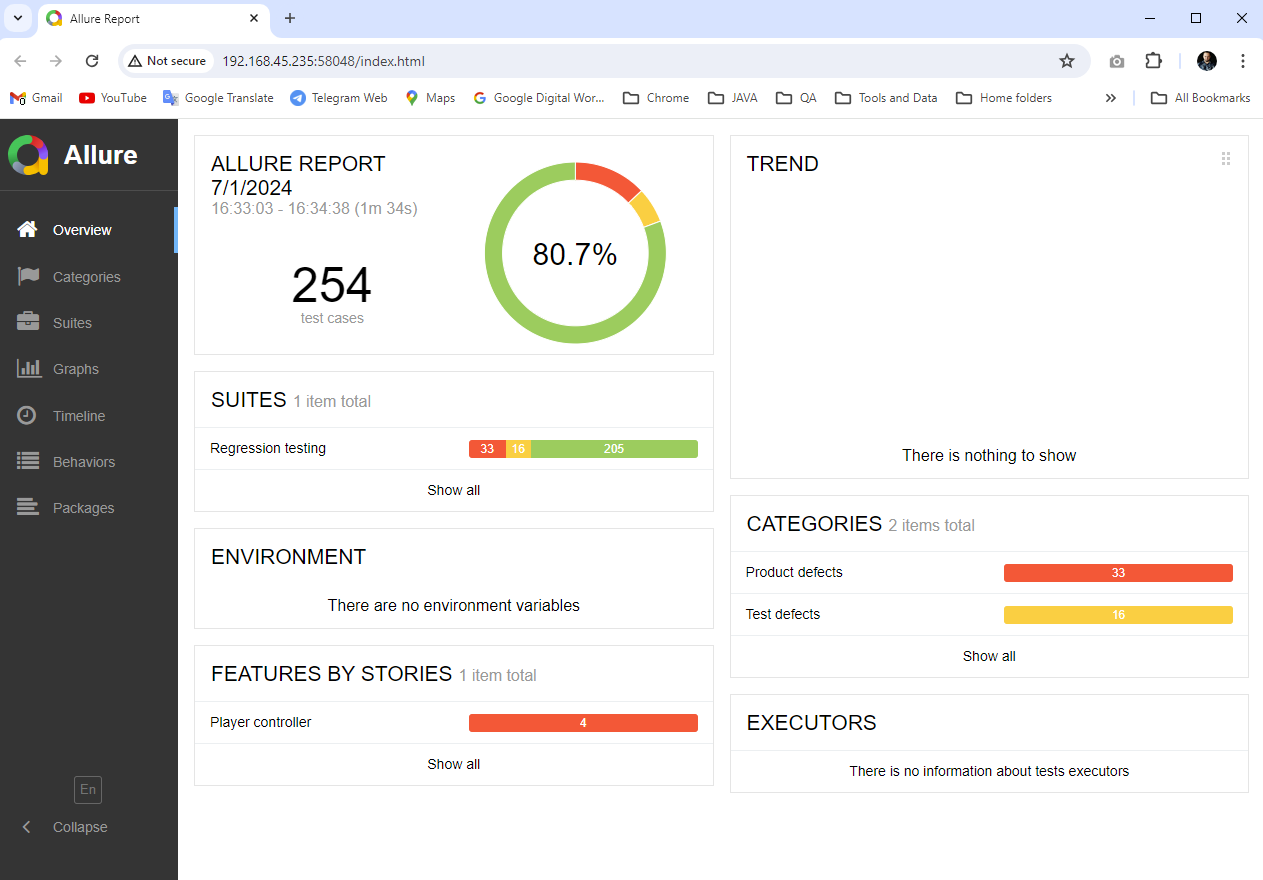 Allure Report
Not secure
192.168.45.235:58048/index.html
Gmail
YouTube
Google Translate
Telegram Web
Maps
Google Digital Wor...
Chrome
JAVA
QA
Tools and Data
Home folders
All Bookmarks
Allure
Overview
Categories
Suites
Graphs
Timeline
Behaviors
Packages
En
Collapse
ALLURE REPORT
7/1/2024
16:33:03 - 16:34:38 (1m 34s)
254
test cases
80.7%
SUITES 1 item total
Regression testing 33 16 205
Show all
ENVIRONMENT
There are no environment variables
FEATURES BY STORIES 1 item total
Player controller 4
Show all
TREND
There is nothing to show
CATEGORIES 2 items total
Product defects 33
Test defects 16
Show all
EXECUTORS
There is no information about tests executors